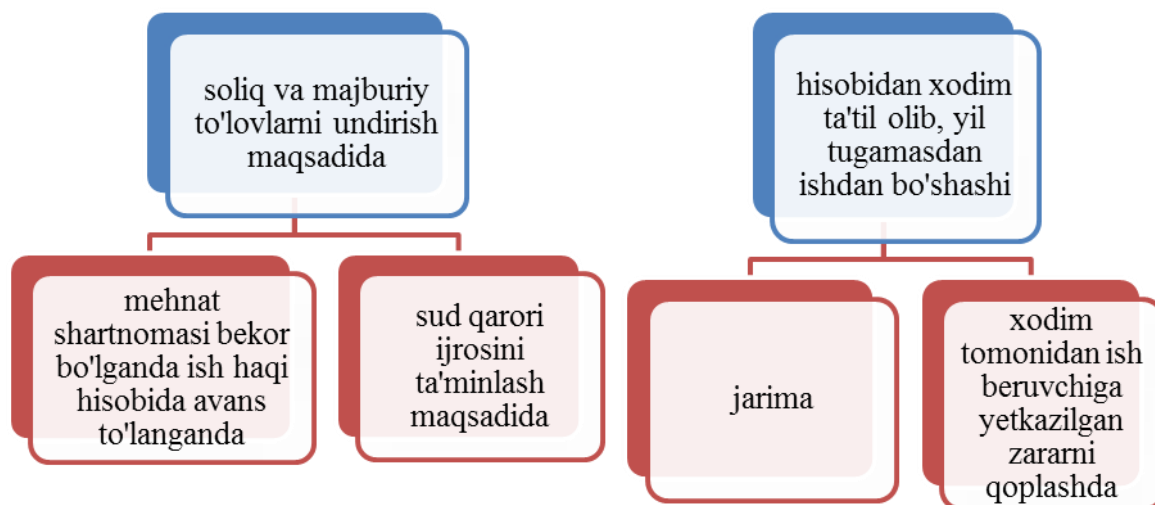 soliq va majburiy
to'lovlarni undirish
maqsadida
hisobidan xodim
ta'til olib, yil
tugamasdan
ishdan bo'shashi
mehnat
shartnomasi bekor
bo'lganda ish haqi
hisobida avans
to'langanda
sud qarori
ijrosini
ta'minlash
maqsadida
jarima
xodim
tomonidan ish
beruvchiga
yetkazilgan
zararni
qoplashda